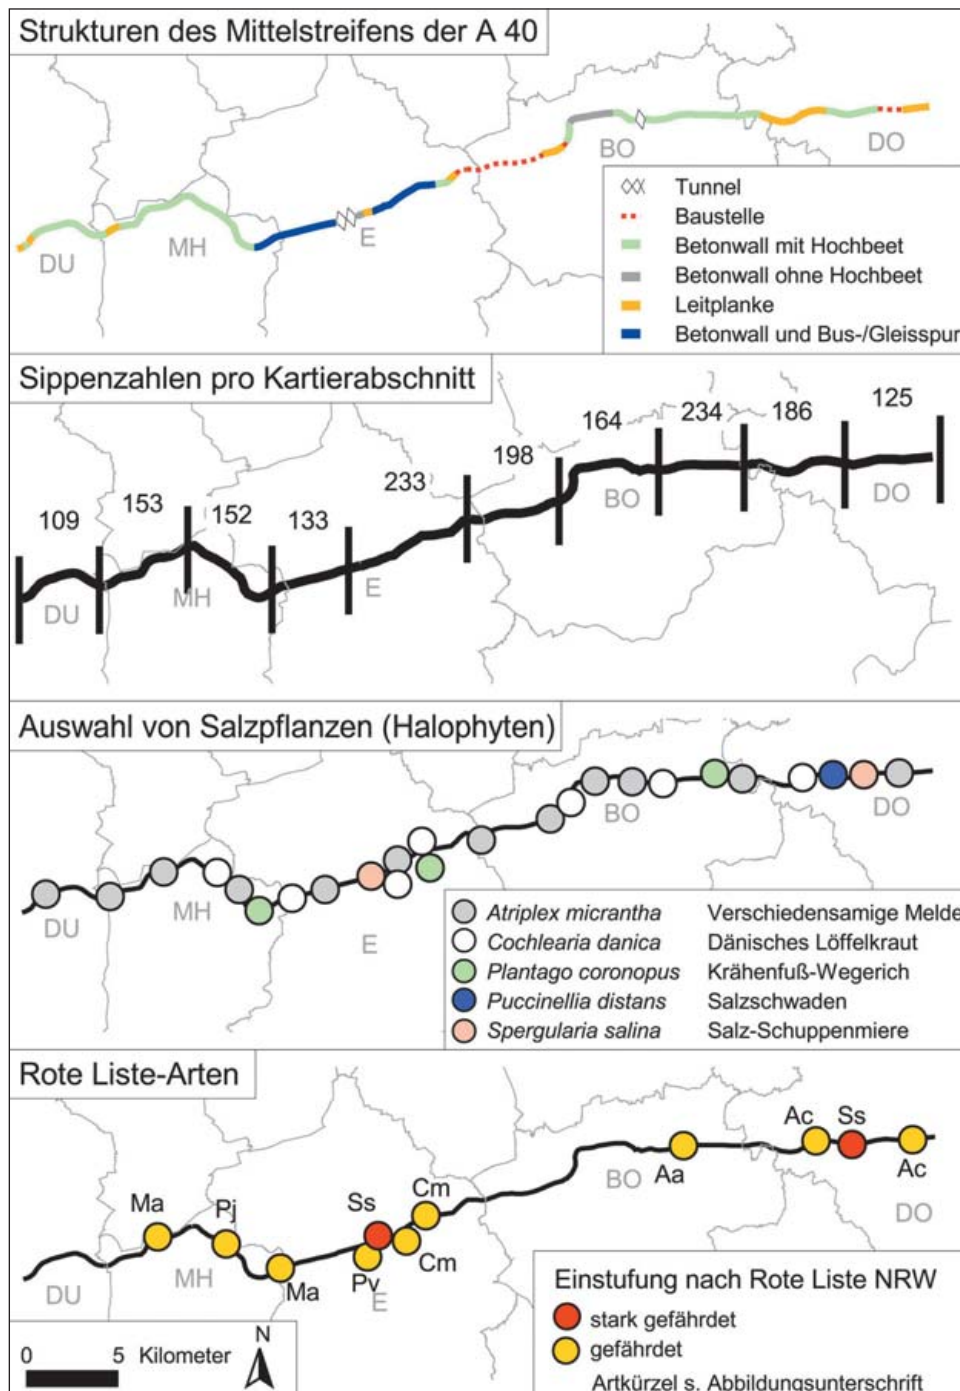 Strukturen des Mittelstreifens der A 40
DU
MH
E
BO
DO
Tunnel
Baustelle
Betonwall mit Hochbeet
Betonwall ohne Hochbeet
Leitplanke
Betonwall und Bus-/Gleisspur
Sippenzahlen pro Kartierabschnitt
109
153
152
133
233
198
164
234
186
125
DU
MH
E
BO
DO
Auswahl von Salzpflanzen (Halophyten)
DU
MH
E
BO
DO
Atriplex micrantha Verschiedensamige Melde
Cochlearia danica Dänisches Löffelkraut
Plantago coronopus Krähenfuß-Wegerich
Puccinellia distans Salzschwaden
Spergularia salina Salz-Schuppenmiere
Rote Liste-Arten
Ma
Pj
Ma
Ss
Pv
Cm
Cm
Aa
Ac
Ss
Ac
DU
MH
E
BO
DO
Einstufung nach Rote Liste NRW
stark gefährdet
gefährdet
Artkürzel s. Abbildungsunterschrift
N
0 5 Kilometer